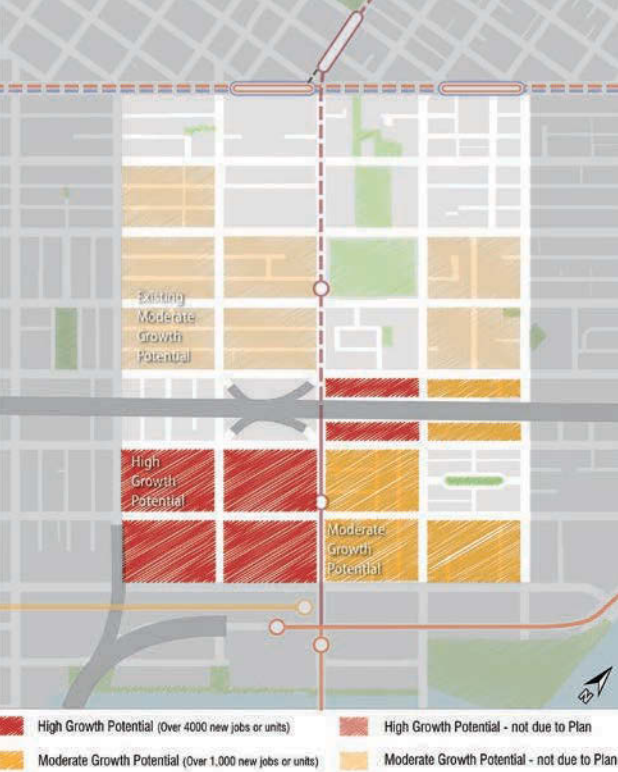 Existing
Moderate
Growth
Potential
High
Growth
Potential
Moderate
Growth
Potential
N
High Growth Potential (Over 4000 new jobs or units)
High Growth Potential - not due to Plan
Moderate Growth Potential (Over 1,000 new jobs or units)
Moderate Growth Potential - not due to Plan